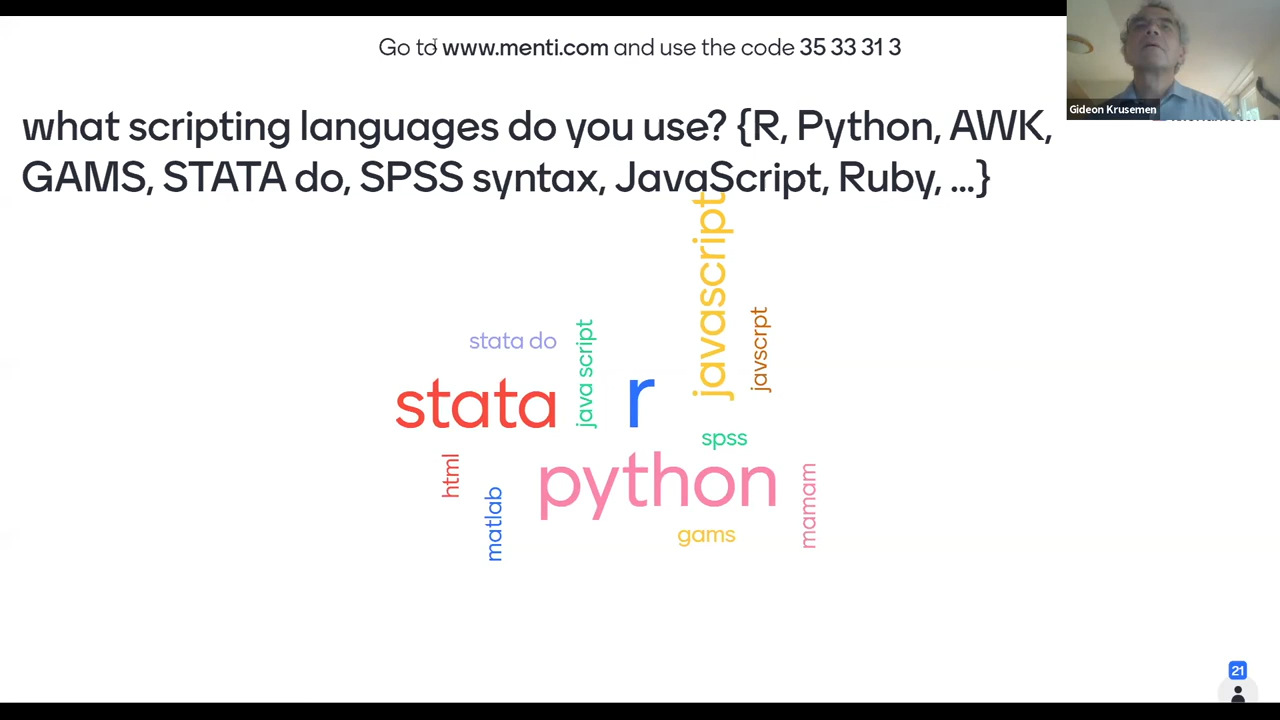 Go to www.menti.com and use the code 35 33 31 3
Gideon Krusemen
what scripting languages do you use? {R, Python, AWK,
GAMS, STATA do, SPSS syntax, JavaScript, Ruby, ...}
javascript
javscrpt
stata do
java script
stata
r
spss
html
matlab
python
mamam
gams
21